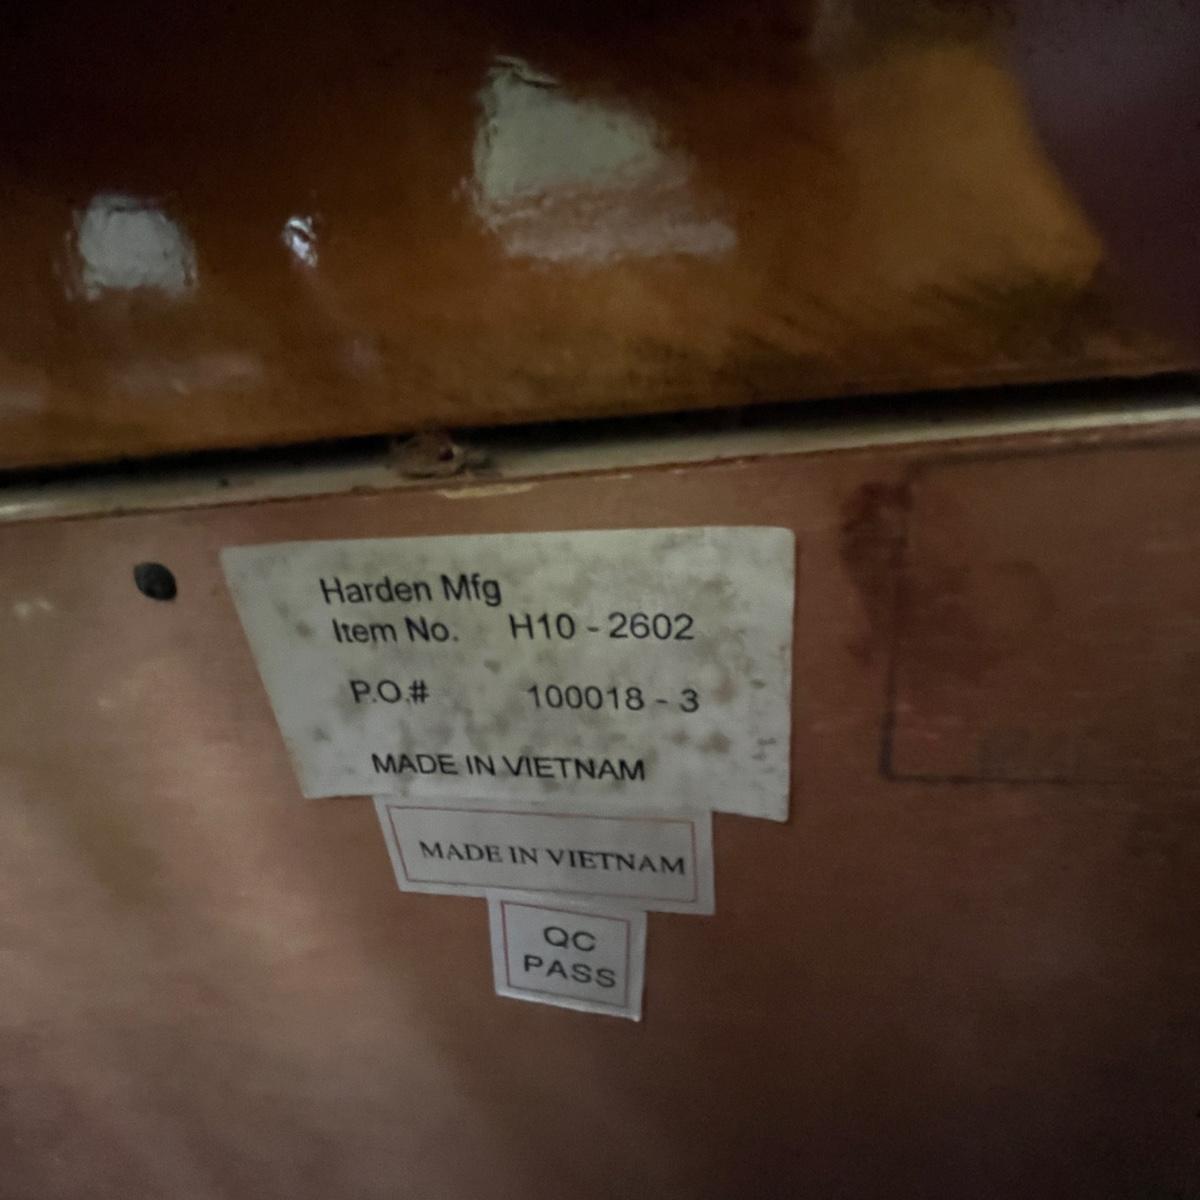 Harden Mfg
Item No. H10 - 2602
P.O.# 100018 - 3
MADE IN VIETNAM
MADE IN VIETNAM
QC
PASS